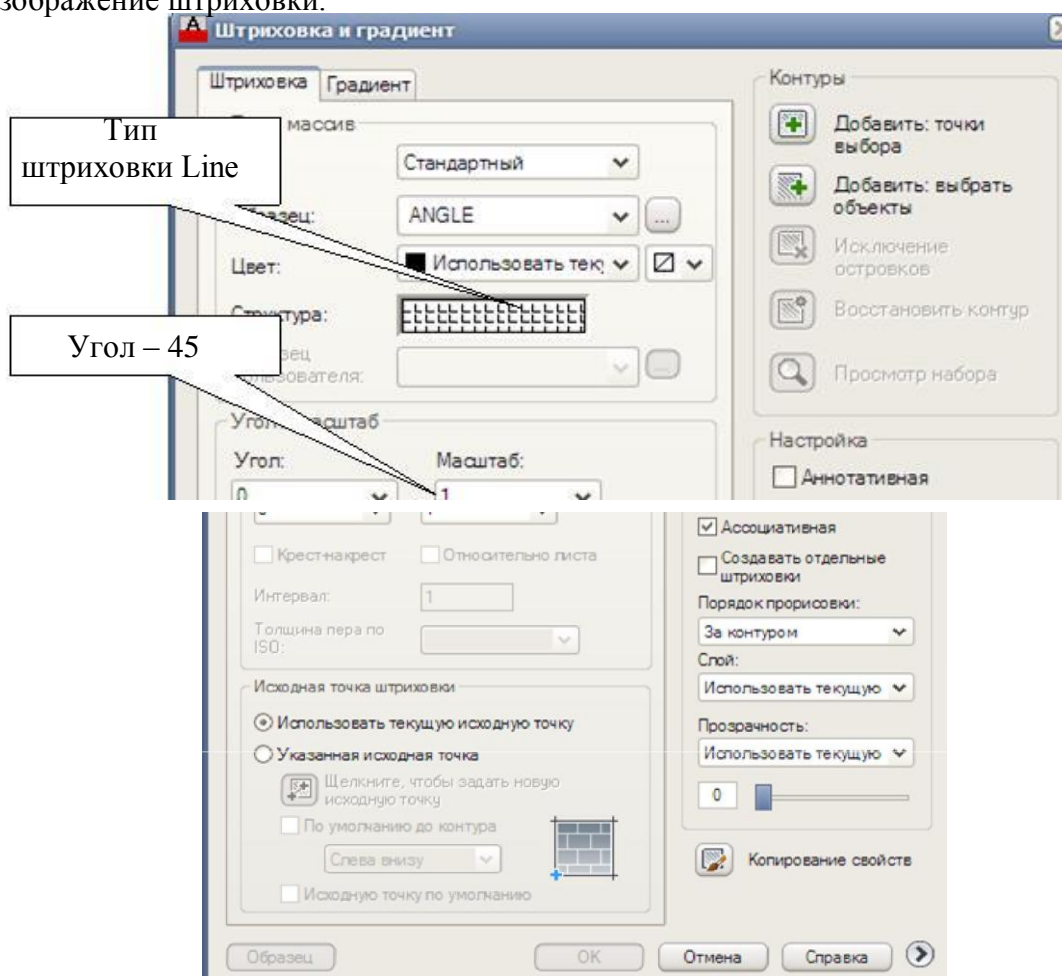 зображение штриховки.
Штриховка и градиент
Штриховка Градиент
массив
Стандартный
Тип
штриховки Line
ANGLE
...
Цвет:
Использовать тек
Структура:
Угол – 45
пользователя:
Угол масштаб
Угол: Масштаб:
0 1
Контуры
Добавить: точки
выбора
Добавить: выбрать
объекты
Исключение
островков
Восстановить контур
Просмотр набора
Настройка
Аннотативная
Крест-накрест Относительно листа
Интервал: 1
Толщина пера по
ISO:
Исходная точка штриховки
Использовать текущую исходную точку
Указанная исходная точка
Щелкните, чтобы задать новую
исходную точку
По умолчанию до контура
Слева внизу
Исходную точку по умолчанию
Ассоциативная
Создавать отдельные
штриховки
Порядок прорисовки:
За контуром
Слой:
Использовать текущую
Прозрачность:
Использовать текущую
0
Копирование свойств
Образец OK Отмена Справка